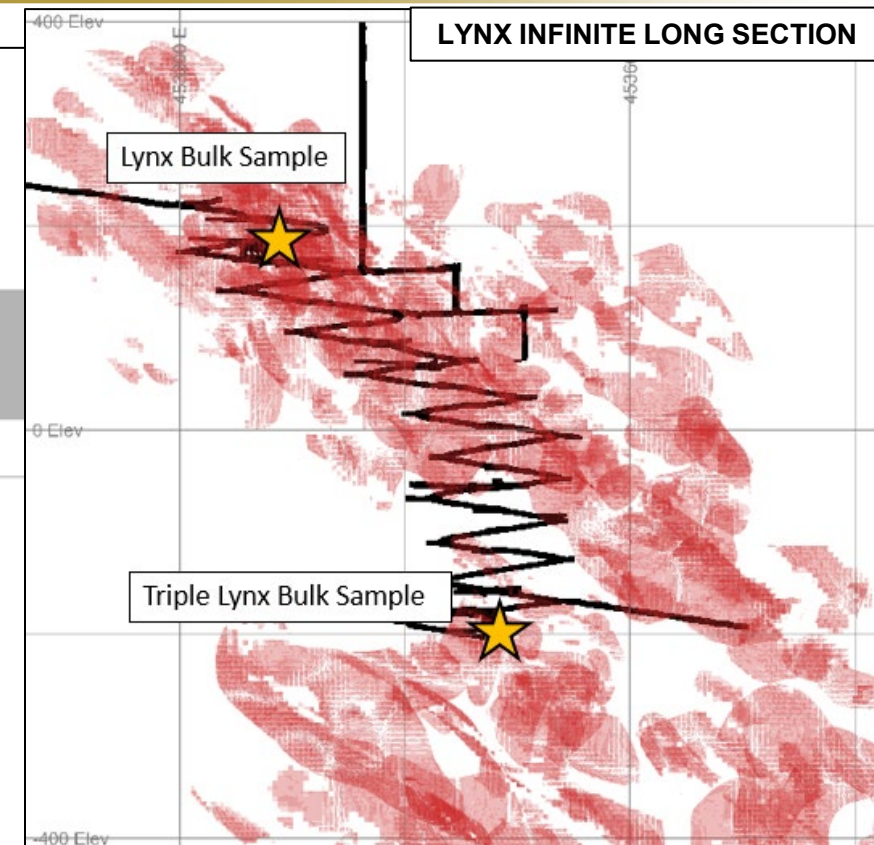 400 Elev
LYNX INFINITE LONG SECTION
Lynx Bulk Sample
0 Elev
Triple Lynx Bulk Sample
-400 Elev